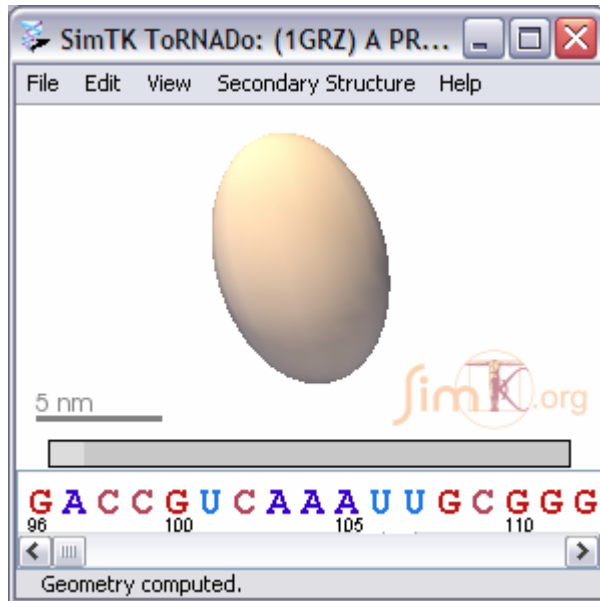 SimTK ToRNADo: (1GRZ) A PR...
File Edit View Secondary Structure Help
5 nm
SimTK.org
G A C C G U C A A A U U G C G G G
96 100 105 110
Geometry computed.